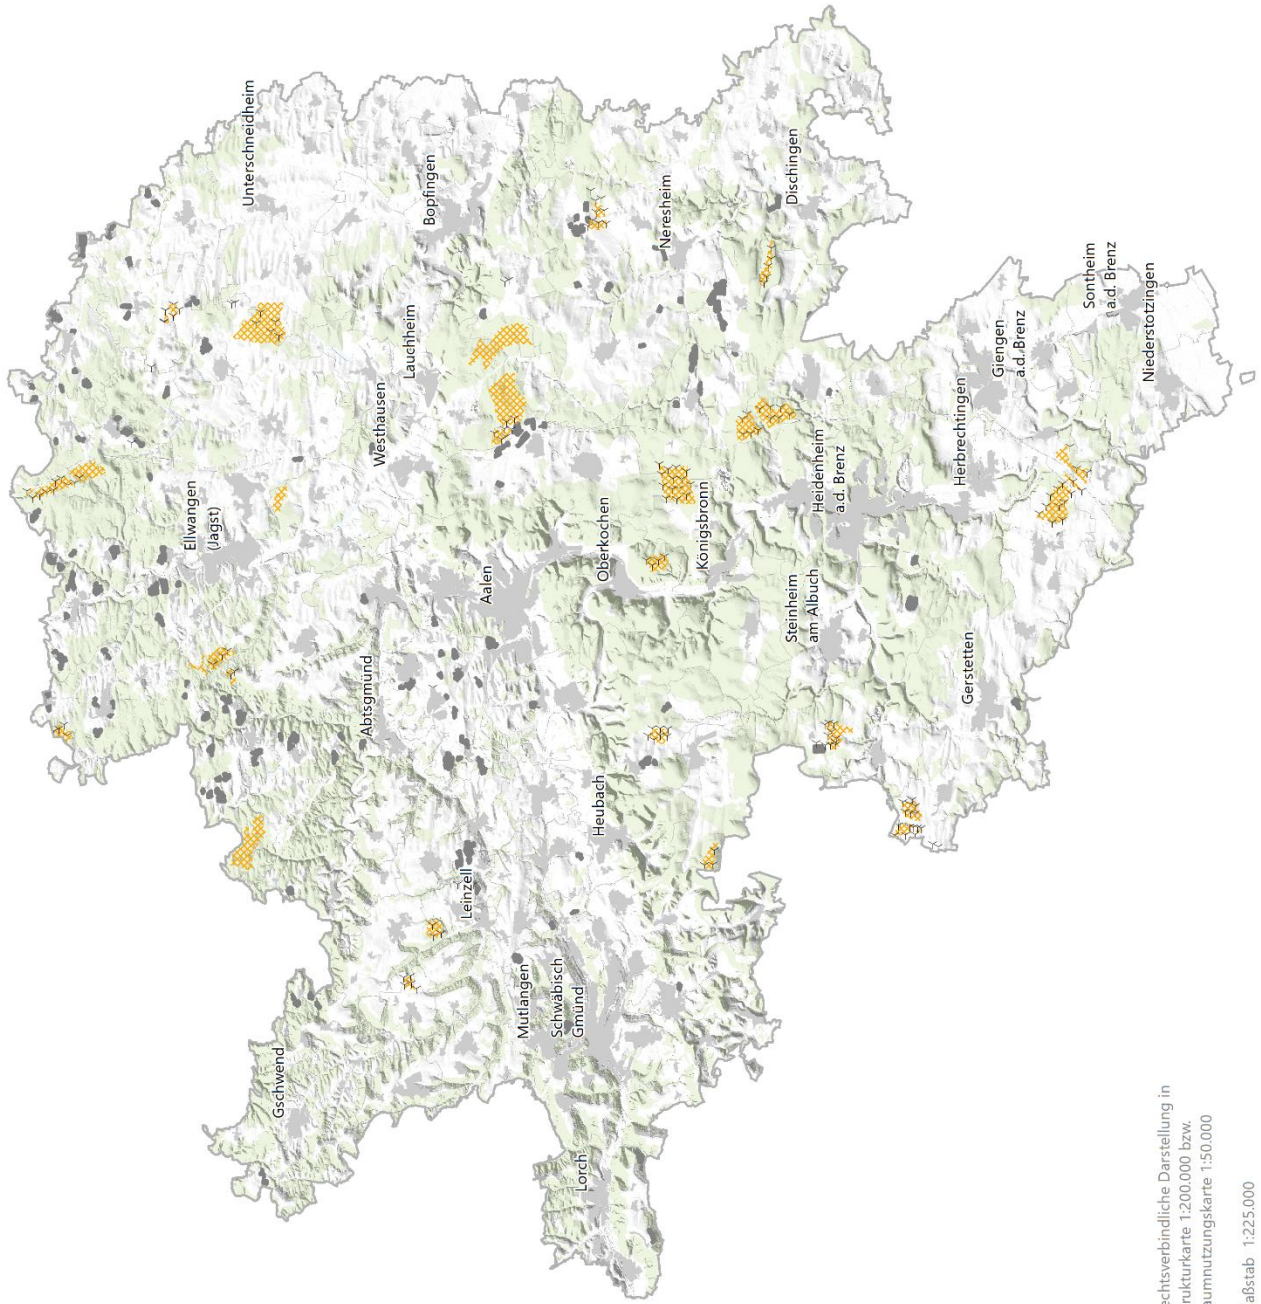 Unterschneidheim
Bopfingen
Dischingen
Neresheim
Lauchheim
Westhausen
Ellwangen
(Jagst)
Sontheim
a.d. Brenz
Giengen
a.d. Brenz
Niederstotzingen
Herbrechtingen
Heidenheim
a.d. Brenz
Königsbronn
Oberkochen
Aalen
Steinheim
am Albuch
Abtsgmünd
Gerstetten
Heubach
Leinzell
Mutlangen
Schwäbisch
Gmünd
Gschwend
Lorch
echtsverbindliche Darstellung in
rukturkarte 1:200.000 bzw.
aumnutzungskarte 1:50.000
aßstab 1:225.000